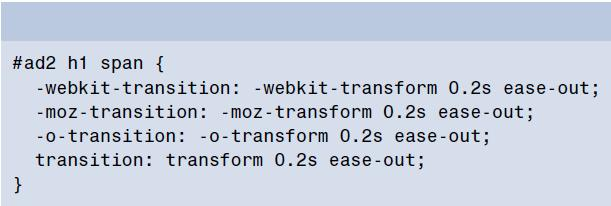 #ad2 h1 span {
-webkit-transition: -webkit-transform 0.2s ease-out;
-moz-transition: -moz-transform 0.2s ease-out;
-o-transition: -o-transform 0.2s ease-out;
transition: transform 0.2s ease-out;
}